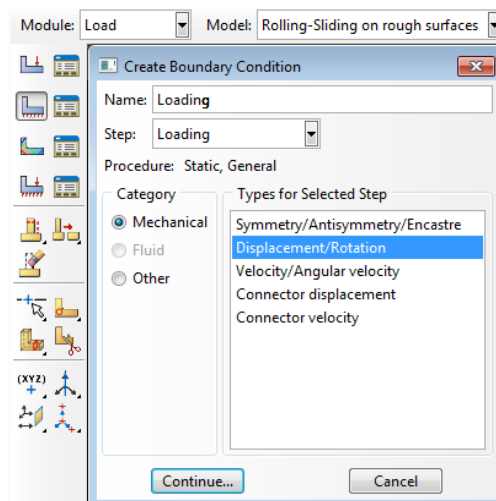 Module: Load Model: Rolling-Sliding on rough surfaces
Create Boundary Condition
Name: Loading
Step: Loading
Procedure: Static, General
Category Types for Selected Step
Mechanical
Fluid
Other
Symmetry/Antisymmetry/Encastre
Displacement/Rotation
Velocity/Angular velocity
Connector displacement
Connector velocity
(XYZ)
Continue... Cancel